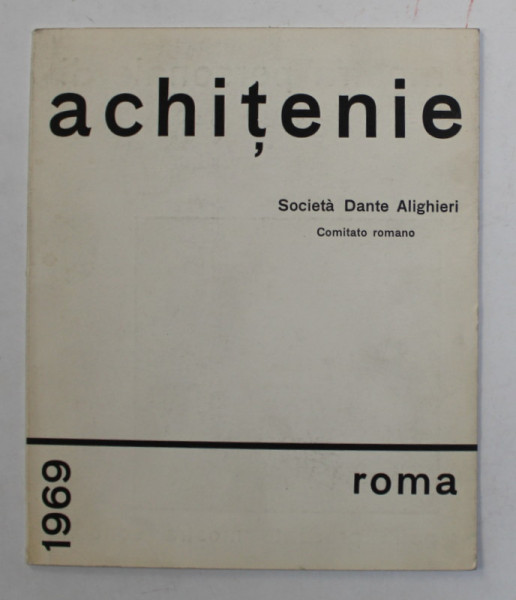 achițenie
Società Dante Alighieri
Comitato romano
1969
roma